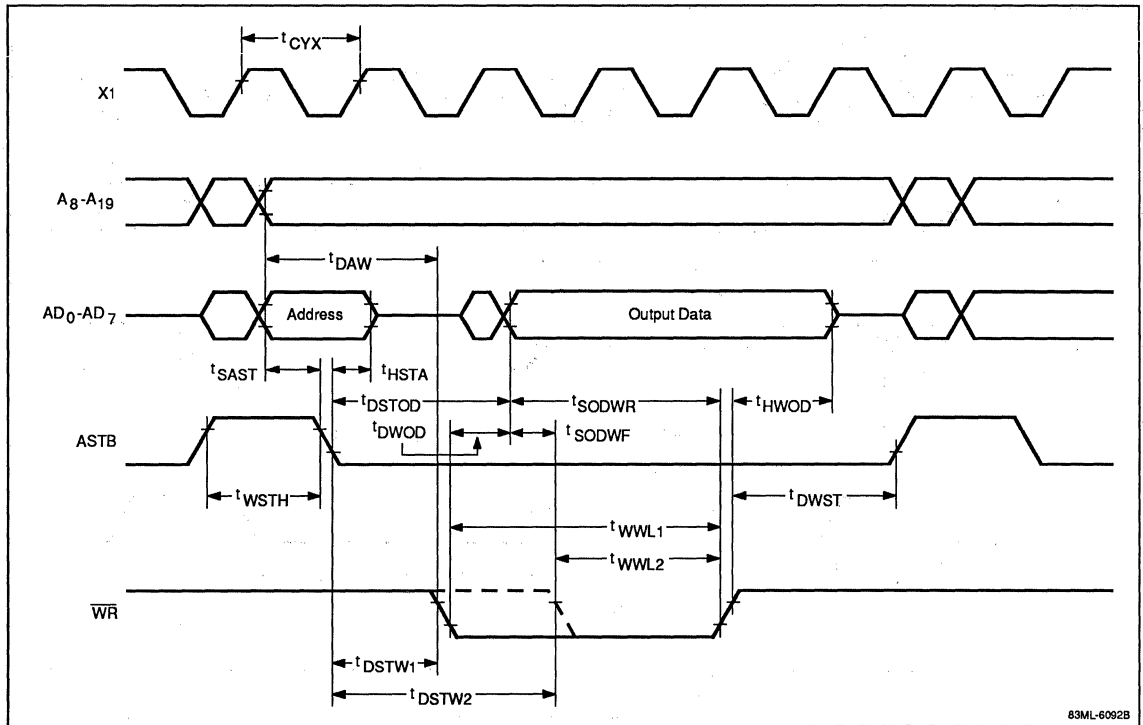 tCYX
X1
A8-A19
tDAW
AD0-AD7
Address
Output Data
tSAST
tHSTA
tDSTOD
tSODWR
tHWOD
tDWOD
tSODWF
ASTB
tWSTH
tDWST
tWWL1
tWWL2
WR
tDSTW1
tDSTW2
83ML-6092B